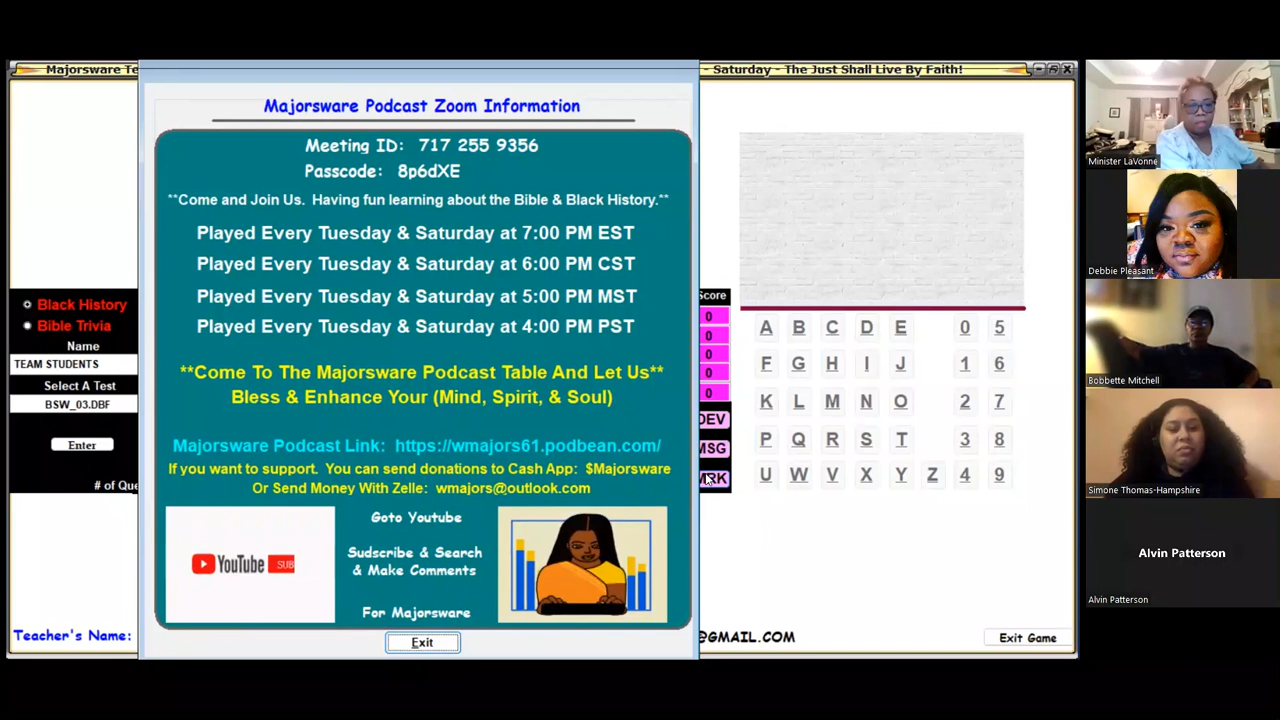 Majorsware Te
- Saturday - The Just Shall Live By Faith!
Majorsware Podcast Zoom Information
Meeting ID: 717 255 9356
Passcode: 8p6dXE
**Come and Join Us. Having fun learning about the Bible & Black History.**
Played Every Tuesday & Saturday at 7:00 PM EST
Played Every Tuesday & Saturday at 6:00 PM CST
Played Every Tuesday & Saturday at 5:00 PM MST
Played Every Tuesday & Saturday at 4:00 PM PST
**Come To The Majorsware Podcast Table And Let Us**
Bless & Enhance Your (Mind, Spirit, & Soul)
Majorsware Podcast Link: https://wmajors61.podbean.com/
If you want to support. You can send donations to Cash App: $Majorsware
Or Send Money With Zelle: wmajors@outlook.com
YouTube SUB
Goto Youtube
Sudscribe & Search
& Make Comments
For Majorsware
Exit
Black History
Bible Trivia
Name
TEAM STUDENTS
Select A Test
BSW_03.DBF
Enter
# of Que
Teacher's Name:
Score
0
0
0
0
0
DEV
MSG
MRK
A B C D E 0 5
F G H I J 1 6
K L M N O 2 7
P Q R S T 3 8
U W V X Y Z 4 9
@GMAIL.COM
Exit Game
Minister LaVonne
Debbie Pleasant
Bobbette Mitchell
Simone Thomas-Hampshire
Alvin Patterson
Alvin Patterson